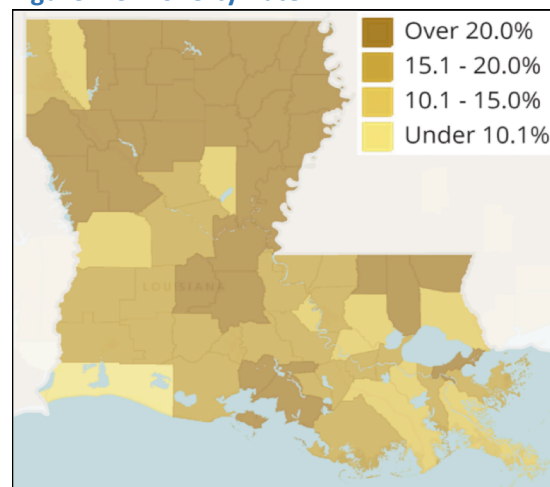 Over 20.0%
15.1 - 20.0%
10.1 - 15.0%
Under 10.1%
LOUISIANA